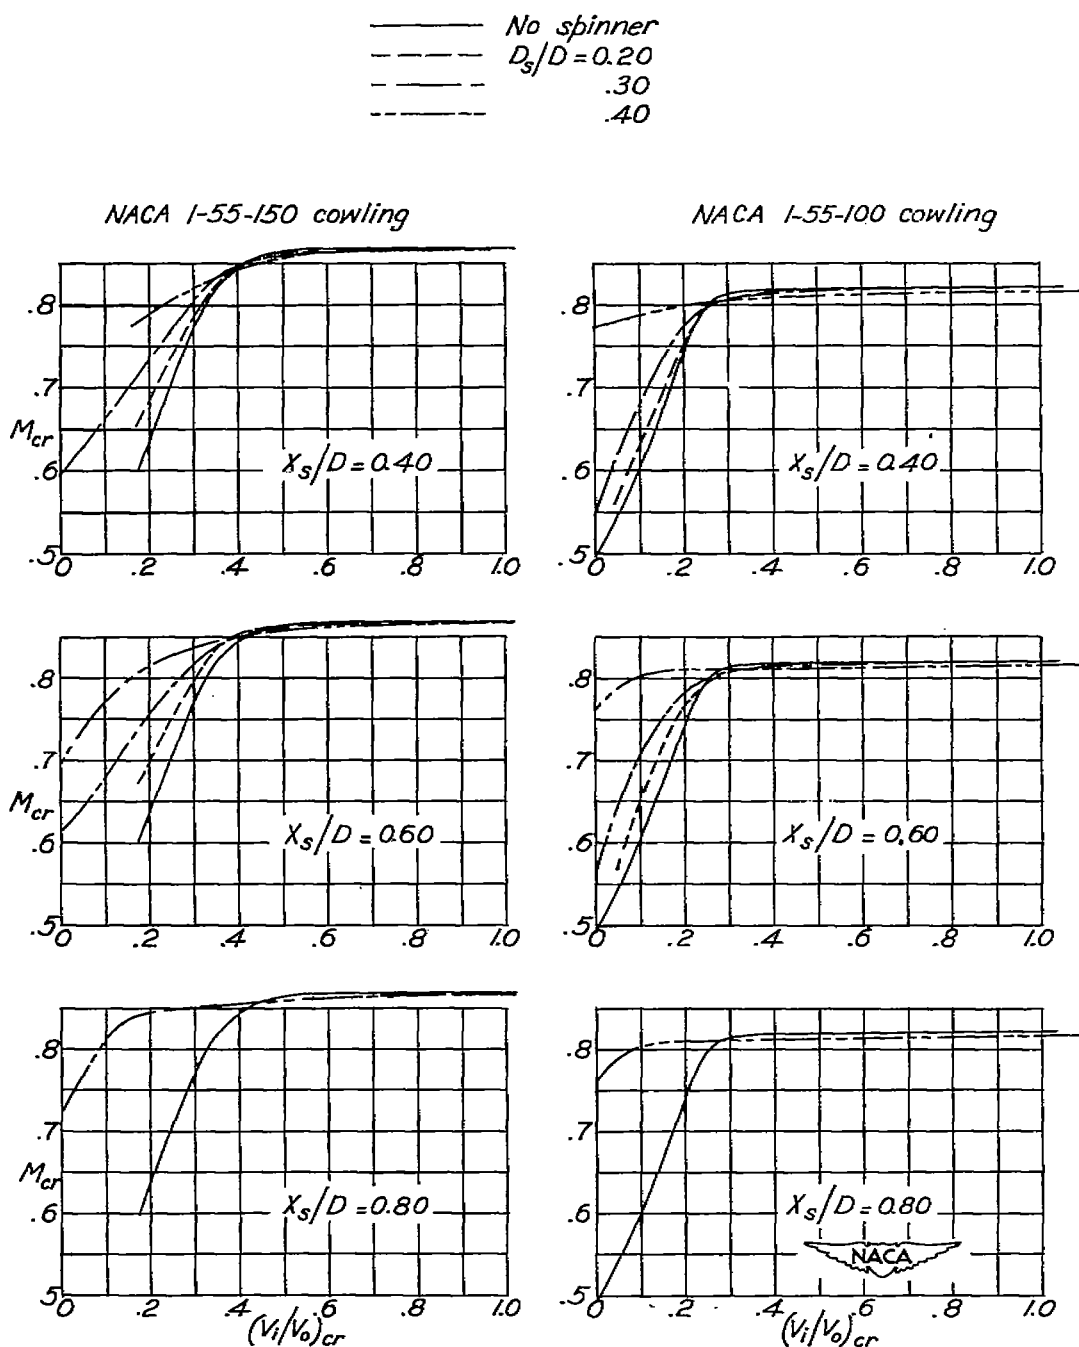 No spinner
Ds/D = 0.20
.30
.40
NACA 1-55-150 cowling
NACA 1-55-100 cowling
.8
.7
Mcr
.6
.5
Xs/D = 0.40
0 .2 .4 .6 .8 1.0
.8
.7
.6
.5
Xs/D = 0.40
0 .2 .4 .6 .8 1.0
.8
.7
Mcr
.6
.5
Xs/D = 0.60
0 .2 .4 .6 .8 1.0
.8
.7
.6
.5
Xs/D = 0.60
0 .2 .4 .6 .8 1.0
.8
.7
Mcr
.6
.5
Xs/D = 0.80
0 .2 .4 .6 .8 1.0
(Vi/Vo)cr
.8
.7
.6
.5
Xs/D = 0.80
NACA
0 .2 .4 .6 .8 1.0
(Vi/Vo)cr